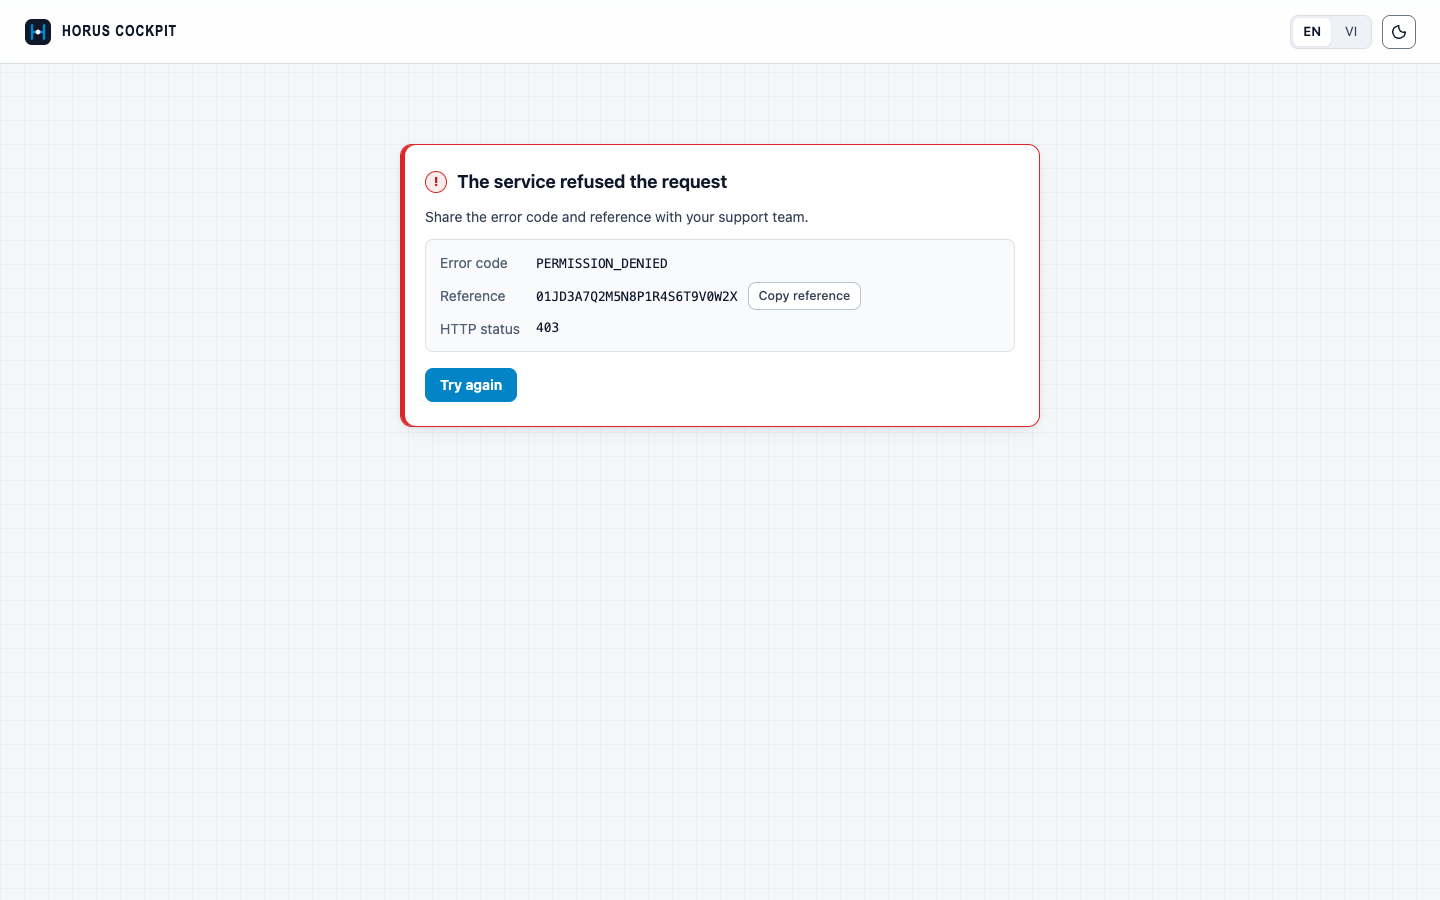 HORUS COCKPIT
EN VI
The service refused the request
Share the error code and reference with your support team.
Error code PERMISSION_DENIED
Reference 01JD3A7Q2M5N8P1R4S6T9V0W2X Copy reference
HTTP status 403
Try again